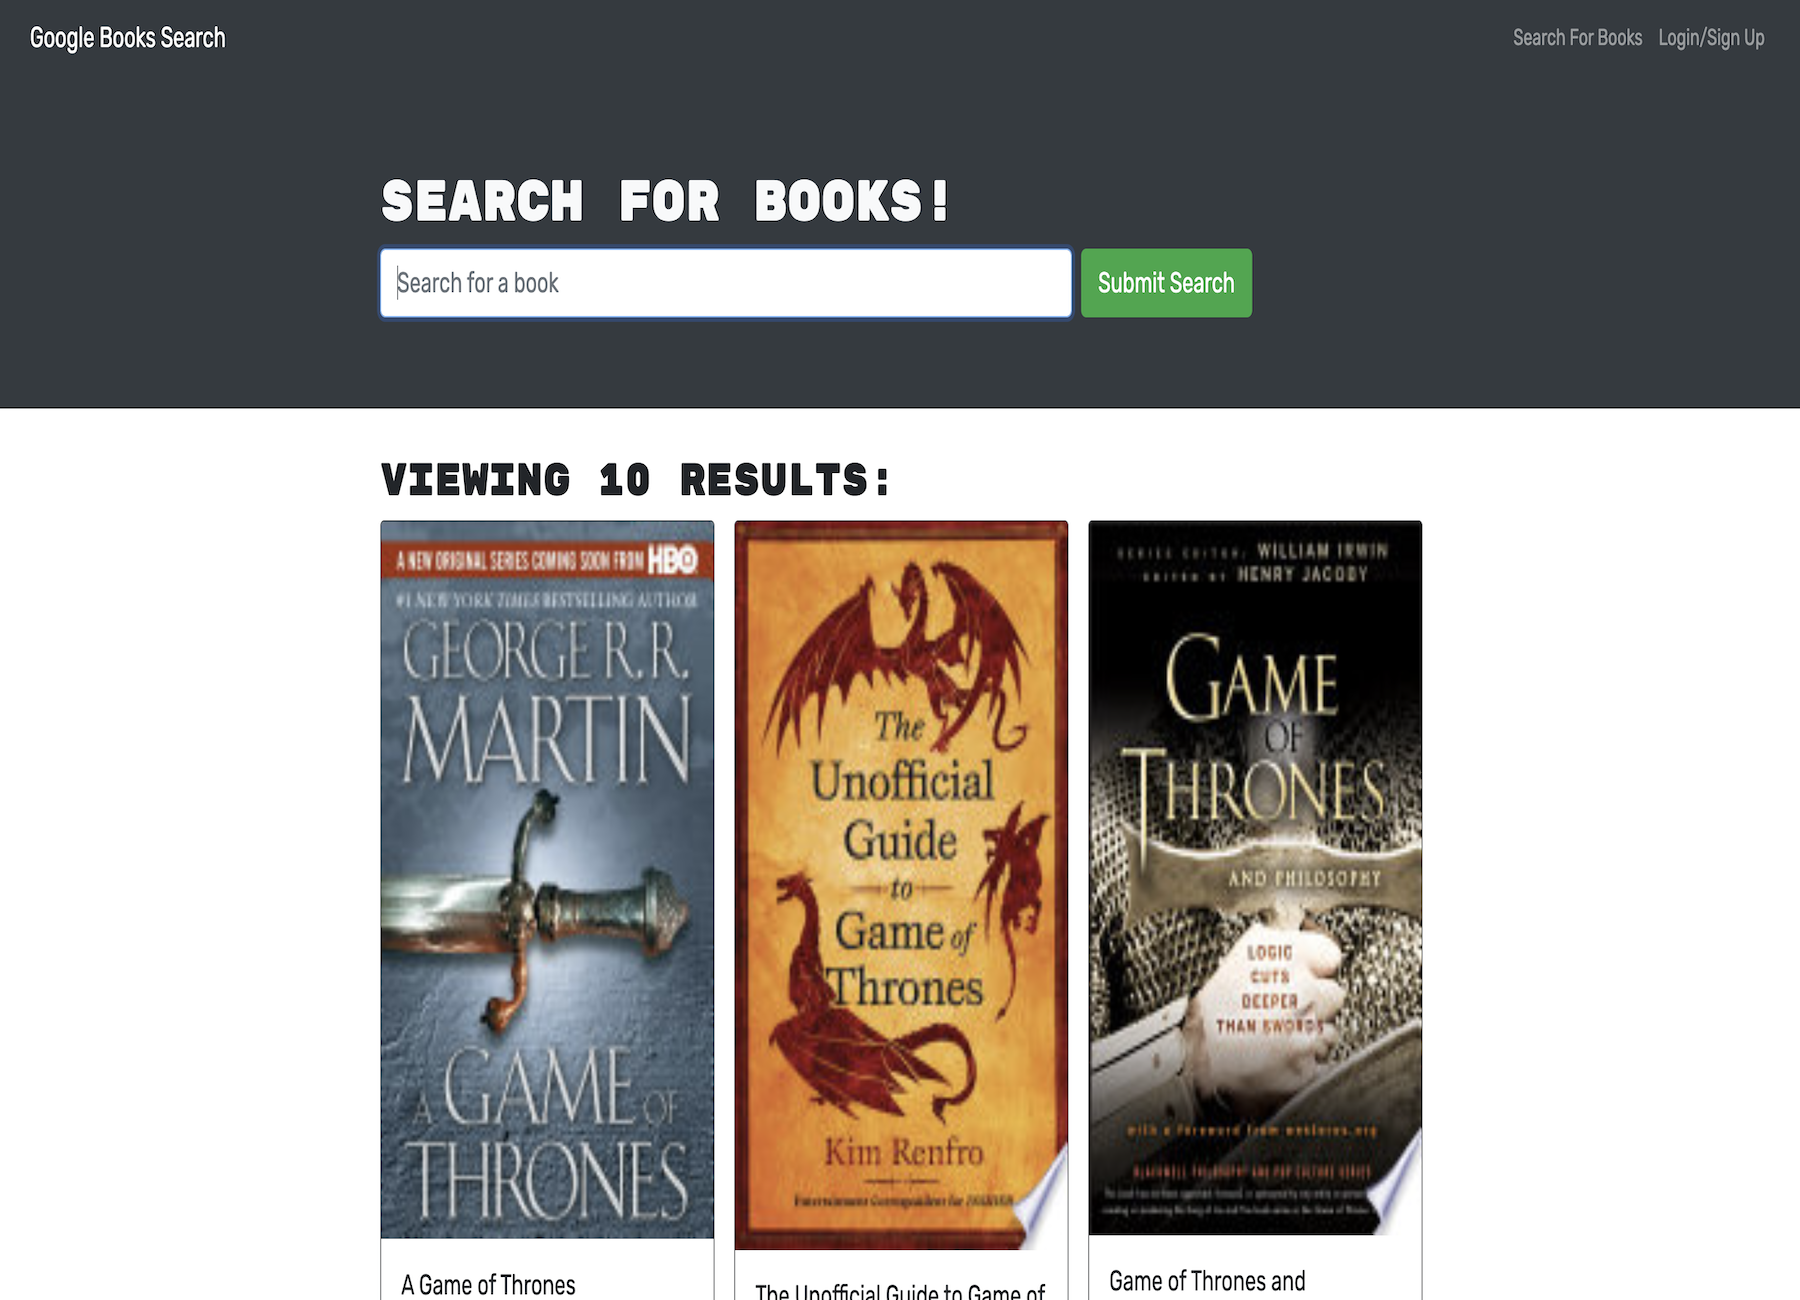 Google Books Search
Search For Books
Login/Sign Up
SEARCH FOR BOOKS!
Search for a book
Submit Search
VIEWING 10 RESULTS:
A NEW ORIGINAL SERIES COMING SOON FROM HBO
#1 NEW YORK TIMES BESTSELLING AUTHOR
GEORGE R.R.
MARTIN
A GAME OF
THRONES
A Game of Thrones
The
Unofficial
Guide
to
Game of
Thrones
Kim Renfro
Entertainment Correspondent for INSIDER
The Unofficial Guide to Game of
SERIES EDITOR: WILLIAM IRWIN
EDITED BY HENRY JACOBY
GAME
OF
THRONES
AND PHILOSOPHY
LOGIC
CUTS
DEEPER
THAN SWORDS
with a foreword from westeros.org
BLACKWELL PHILOSOPHY AND POP CULTURE SERIES
Game of Thrones and